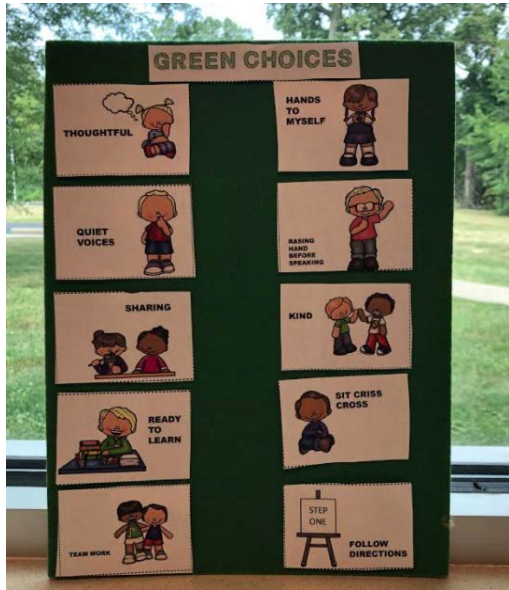 GREEN CHOICES
THOUGHTFUL
HANDS
TO
MYSELF
QUIET
VOICES
RASING
HAND
BEFORE
SPEAKING
SHARING
KIND
READY
TO
LEARN
SIT CRISS
CROSS
TEAM WORK
STEP
ONE
FOLLOW
DIRECTIONS